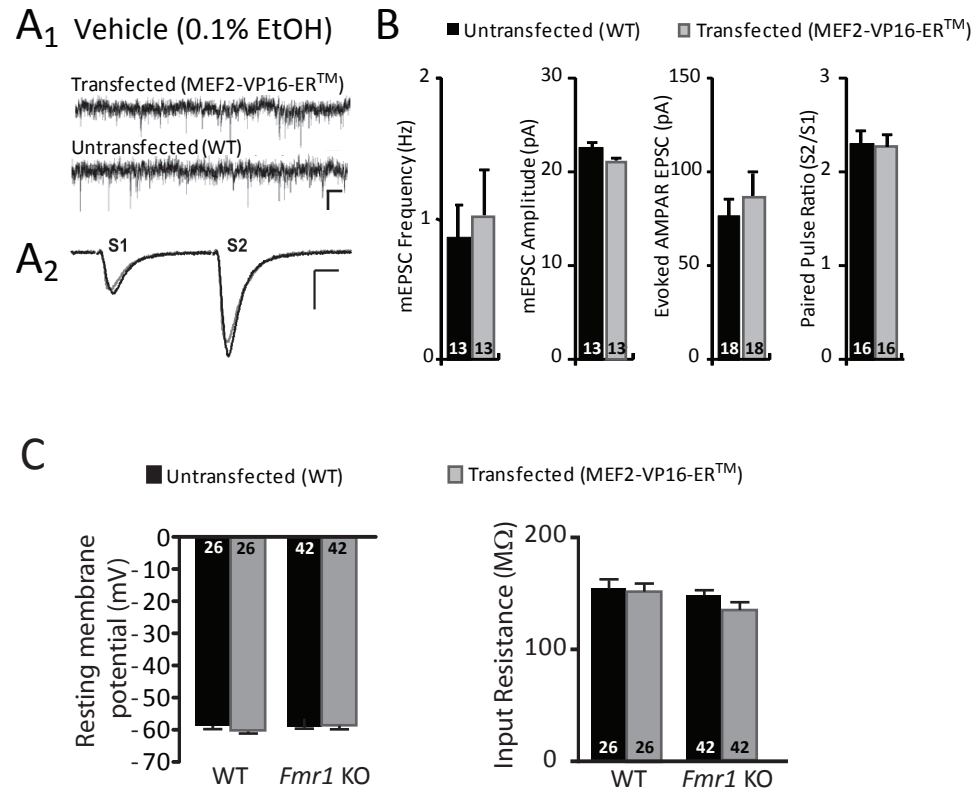 A1 Vehicle (0.1% EtOH)
Transfected (MEF2-VP16-ER™)
Untransfected (WT)
A2
S1
S2
B
Untransfected (WT)
Transfected (MEF2-VP16-ER™)
mEPSC Frequency (Hz)
2
1
0
13
13
mEPSC Amplitude (pA)
30
20
10
0
13
13
Evoked AMPAR EPSC (pA)
150
100
50
0
18
18
Paired Pulse Ratio (S2/S1)
3
2
1
0
16
16
C
Untransfected (WT)
Transfected (MEF2-VP16-ER™)
Resting membrane
potential (mV)
0
-10
-20
-30
-40
-50
-60
-70
26
26
42
42
WT
Fmr1 KO
Input Resistance (MΩ)
200
100
0
26
26
42
42
WT
Fmr1 KO